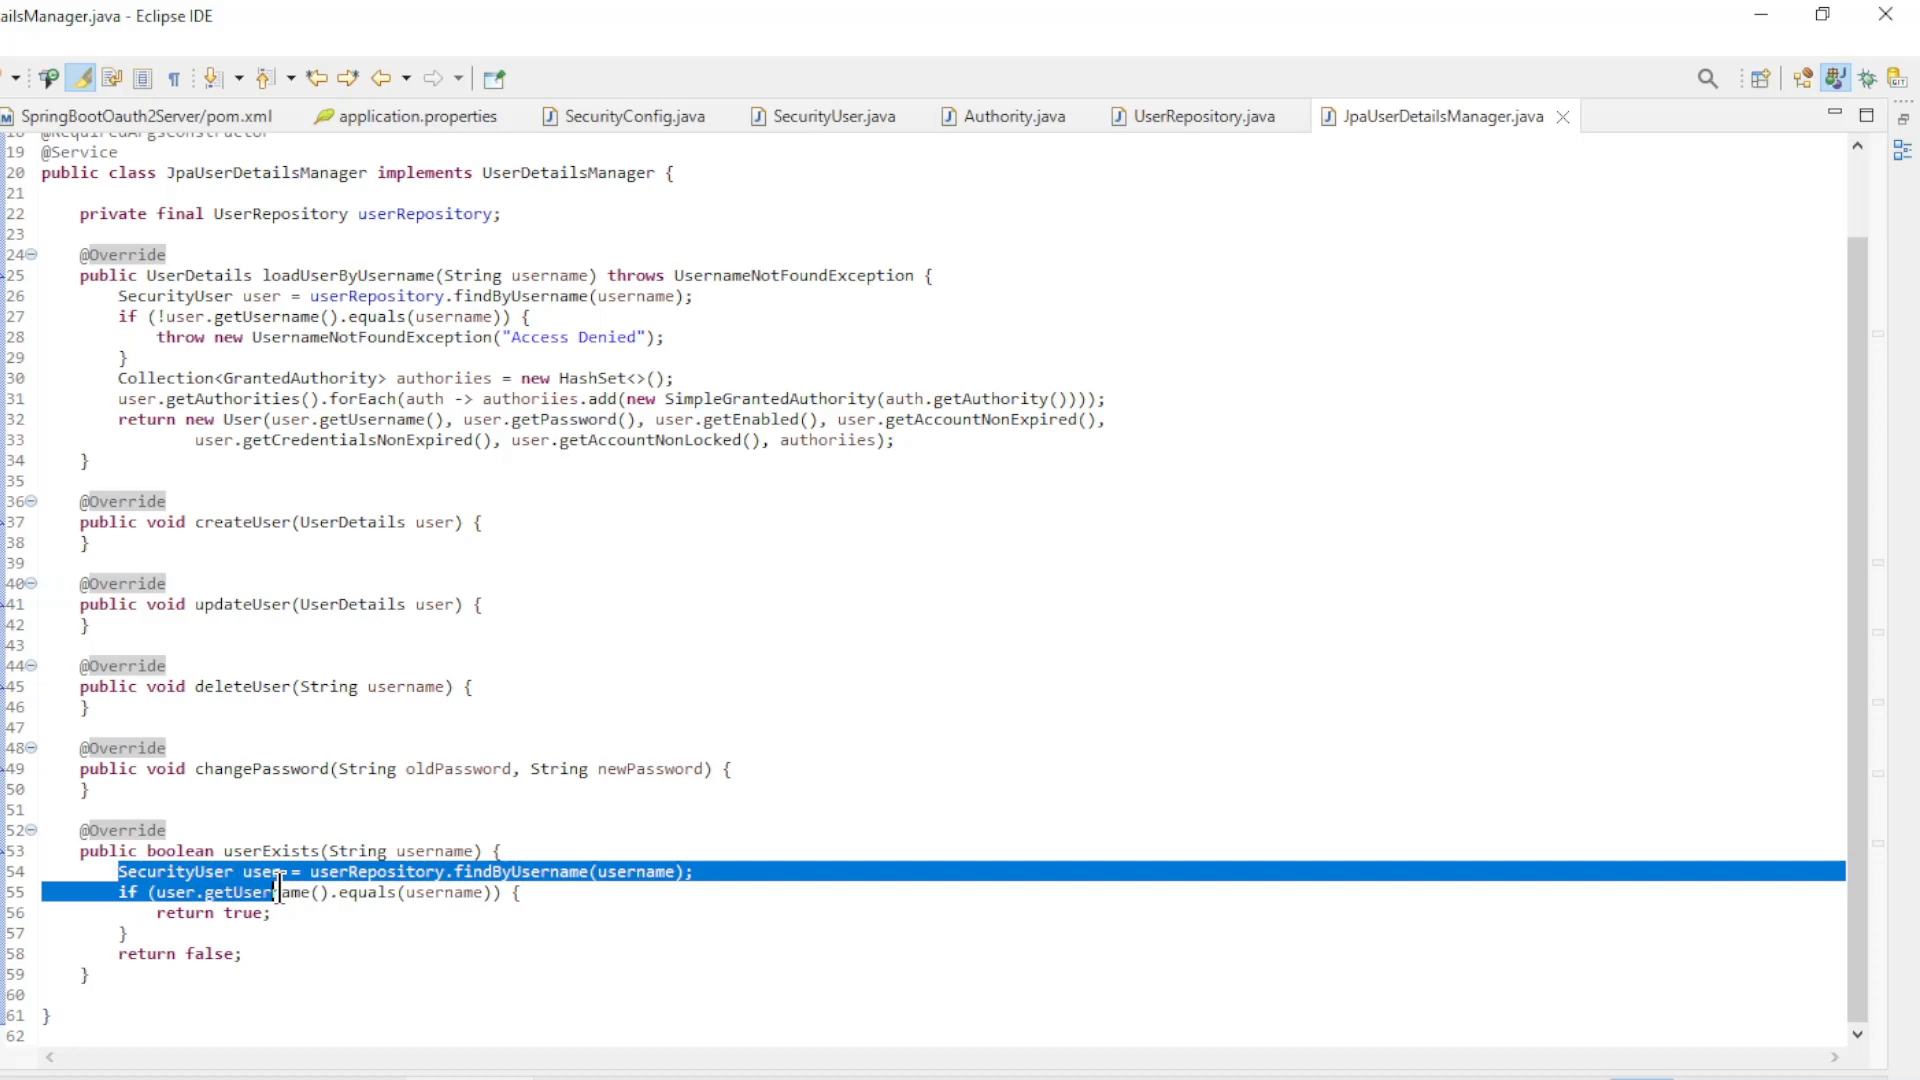 ailsManager.java - Eclipse IDE
SpringBootOauth2Server/pom.xml application.properties SecurityConfig.java SecurityUser.java Authority.java UserRepository.java JpaUserDetailsManager.java
18 @RequiredArgsConstructor
19 @Service
20 public class JpaUserDetailsManager implements UserDetailsManager {
21
22 private final UserRepository userRepository;
23
24 @Override
25 public UserDetails loadUserByUsername(String username) throws UsernameNotFoundException {
26 SecurityUser user = userRepository.findByUsername(username);
27 if (!user.getUsername().equals(username)) {
28 throw new UsernameNotFoundException("Access Denied");
29 }
30 Collection<GrantedAuthority> authoriies = new HashSet<>();
31 user.getAuthorities().forEach(auth -> authoriies.add(new SimpleGrantedAuthority(auth.getAuthority())));
32 return new User(user.getUsername(), user.getPassword(), user.getEnabled(), user.getAccountNonExpired(),
33 user.getCredentialsNonExpired(), user.getAccountNonLocked(), authoriies);
34 }
35
36 @Override
37 public void createUser(UserDetails user) {
38 }
39
40 @Override
41 public void updateUser(UserDetails user) {
42 }
43
44 @Override
45 public void deleteUser(String username) {
46 }
47
48 @Override
49 public void changePassword(String oldPassword, String newPassword) {
50 }
51
52 @Override
53 public boolean userExists(String username) {
54 SecurityUser user = userRepository.findByUsername(username);
55 if (user.getUsername().equals(username)) {
56 return true;
57 }
58 return false;
59 }
60
61 }
62